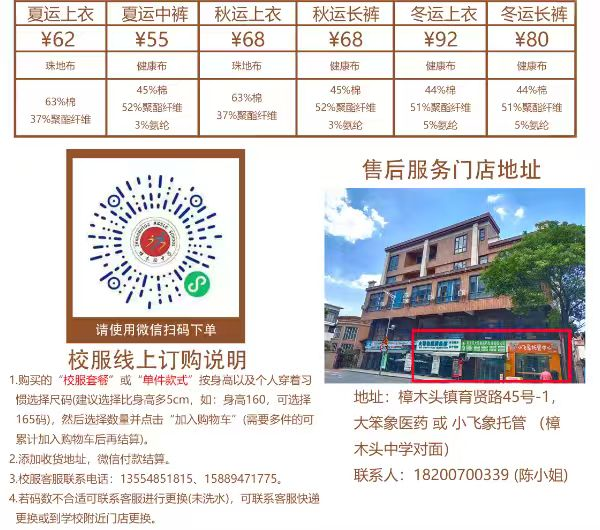 夏运上衣 夏运中裤 秋运上衣 秋运长裤 冬运上衣 冬运长裤
¥62 ¥55 ¥68 ¥68 ¥92 ¥80
珠地布 健康布 珠地布 健康布 健康布 健康布
63%棉 37%聚酯纤维 45%棉 52%聚酯纤维 3%氨纶 63%棉 37%聚酯纤维 45%棉 52%聚酯纤维 3%氨纶 44%棉 51%聚酯纤维 5%氨纶 44%棉 51%聚酯纤维 5%氨纶
请使用微信扫码下单
校服线上订购说明
1.购买的“校服套餐”或“单件款式”按身高以及个人穿着习
惯选择尺码(建议选择比身高多5cm，如：身高160，可选择
165码)，然后选择数量并点击“加入购物车”(需要多件的可
累计加入购物车后再结算)。
2.添加收货地址，微信付款结算。
3.校服客服联系电话：13554851815、15889471775。
4.若码数不合适可联系客服进行更换(未洗水)，可联系客服快递
更换或到学校附近门店更换。
售后服务门店地址
小飞象托管中心
地址：樟木头镇育贤路45号-1，
大笨象医药 或 小飞象托管 （樟
木头中学对面）
联系人：18200700339 (陈小姐)